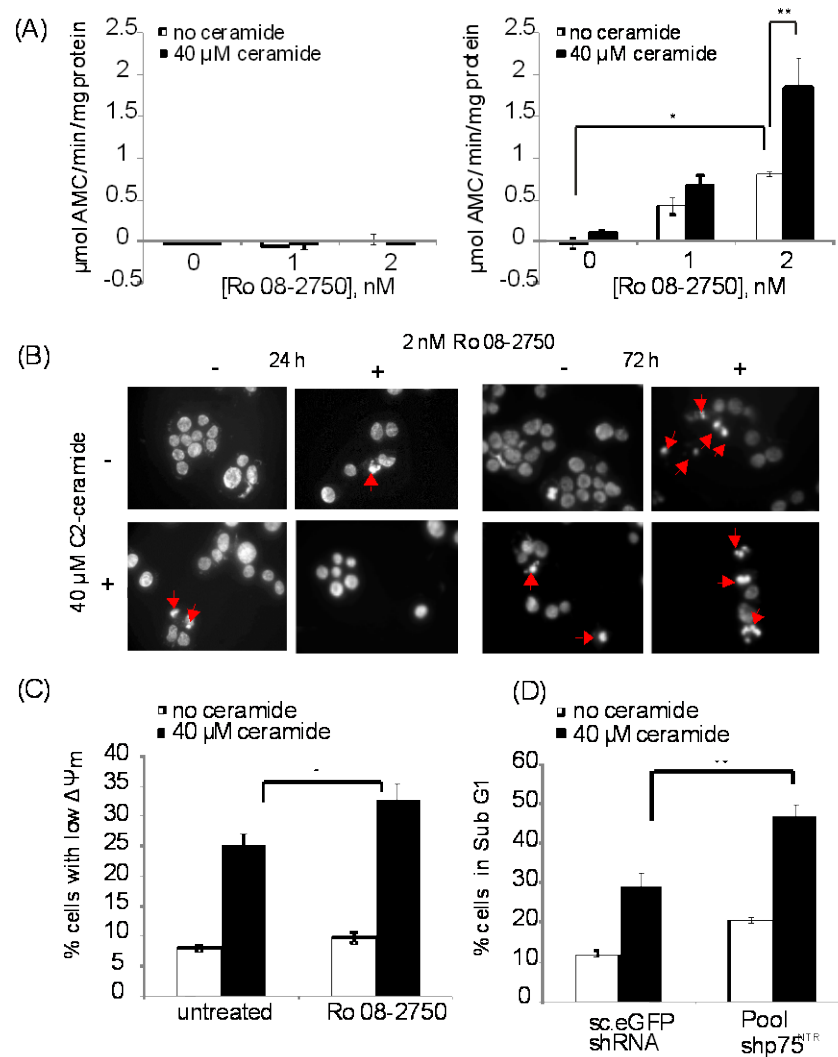 (A)
no ceramide
40 µM ceramide
µmol AMC/min/mg protein
2.5
2
1.5
1
0.5
0
-0.5
0
1
2
[Ro 08-2750], nM
no ceramide
40 µM ceramide
**
*
µmol AMC/ min/mg protein
2.5
2
1.5
1
0.5
0
-0.5
0
1
2
[Ro 08-2750], nM
(B)
2 nM Ro 08-2750
24 h
72 h
-
+
-
+
40 µM C2-ceramide
-
+
(C)
no ceramide
40 µM ceramide
% cells with low ΔΨm
40
35
30
25
20
15
10
5
0
untreated
Ro 08-2750
(D)
no ceramide
40 µM ceramide
% cells in Sub G1
60
50
40
30
20
10
0
sc.eGFP
shRNA
Pool
shp75NTR